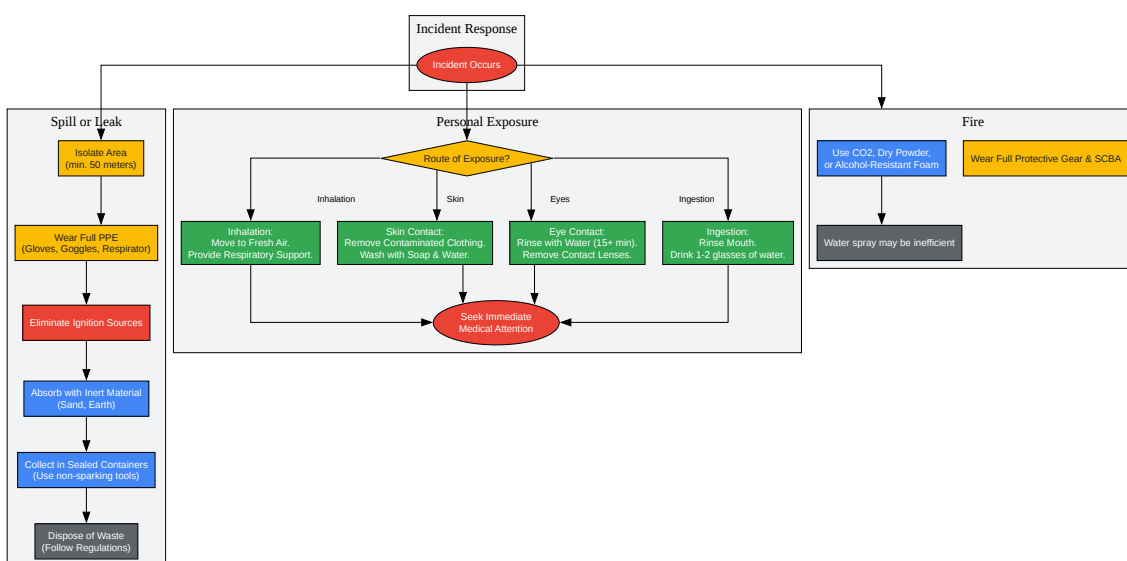 Incident Response
Incident Occurs
Spill or Leak
Isolate Area
(min. 50 meters)
Wear Full PPE
(Gloves, Goggles, Respirator)
Eliminate Ignition Sources
Absorb with Inert Material
(Sand, Earth)
Collect in Sealed Containers
(Use non-sparking tools)
Dispose of Waste
(Follow Regulations)
Personal Exposure
Route of Exposure?
Inhalation
Skin
Eyes
Ingestion
Inhalation:
Move to Fresh Air.
Provide Respiratory Support.
Skin Contact:
Remove Contaminated Clothing.
Wash with Soap & Water.
Eye Contact:
Rinse with Water (15+ min).
Remove Contact Lenses.
Ingestion:
Rinse Mouth.
Drink 1-2 glasses of water.
Seek Immediate
Medical Attention
Fire
Use CO2, Dry Powder,
or Alcohol-Resistant Foam
Wear Full Protective Gear & SCBA
Water spray may be inefficient